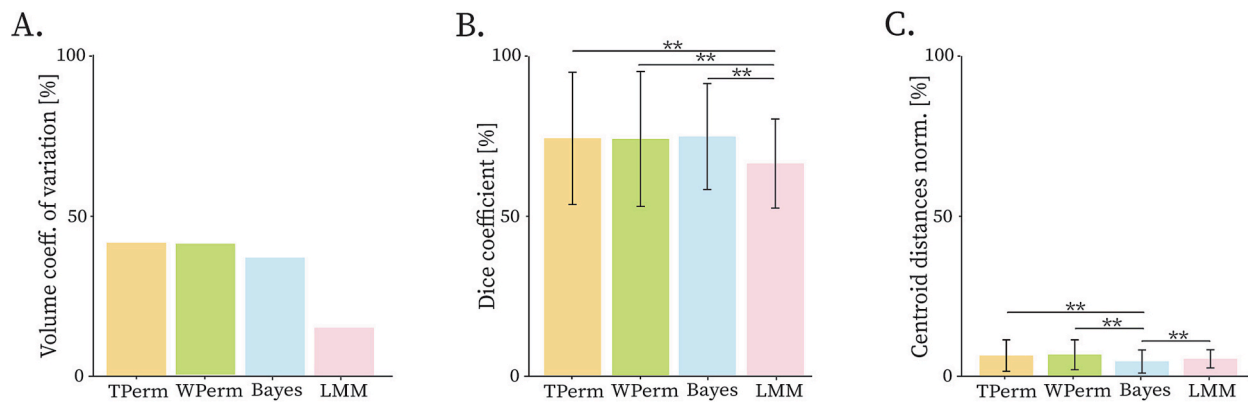 A.
Volume coeff. of variation [%]
100
50
0
TPerm WPerm Bayes LMM
B.
Dice coefficient [%]
100
50
0
**
**
**
TPerm WPerm Bayes LMM
C.
Centroid distances norm. [%]
100
50
0
**
**
**
TPerm WPerm Bayes LMM